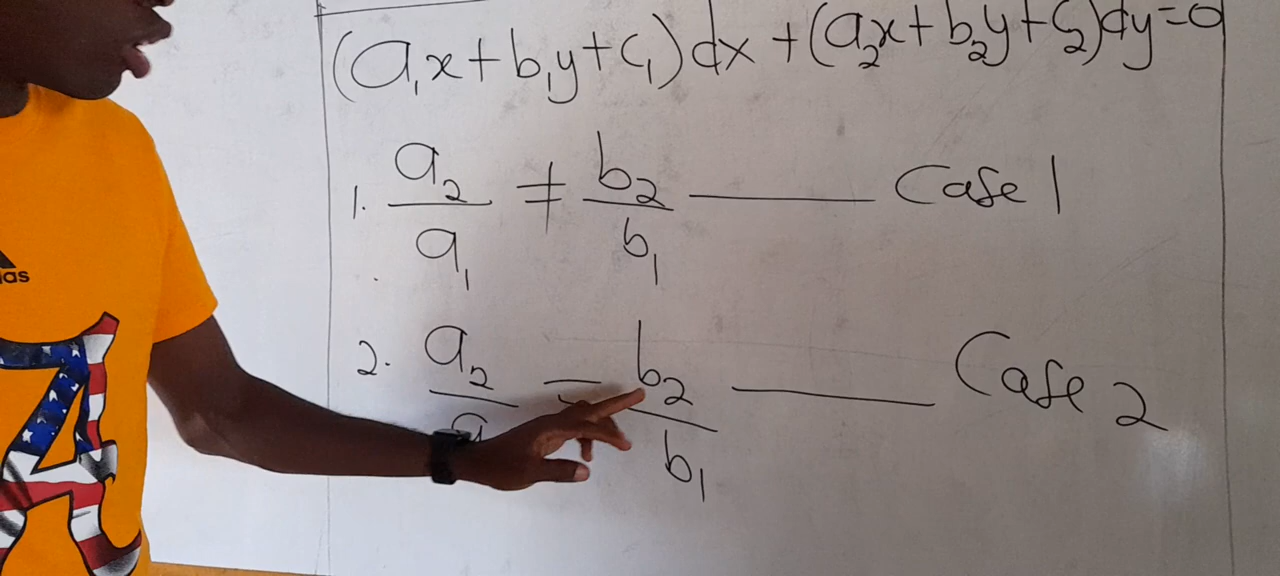 (a₁x+b₁y+c₁)dx+(a₂x+b₂y+c₂)dy=0
1. a₂/a₁ ≠ b₂/b₁ —— Case 1
2. a₂/a = b₂/b₁ —— Case 2
das